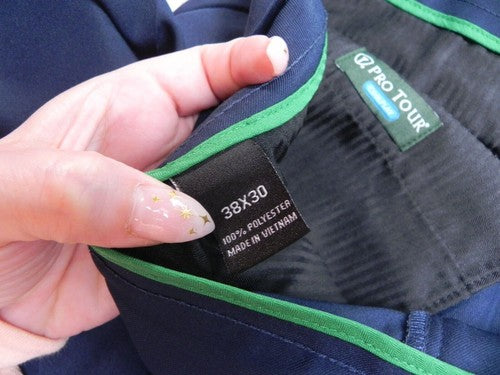 PRO TOUR
38X30
100% POLYESTER
MADE IN VIETNAM